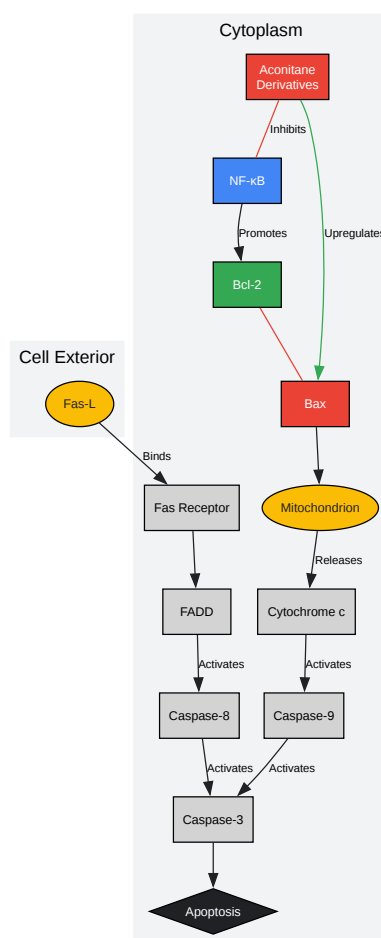 Cytoplasm
Aconitane
Derivatives
Inhibits
NF-κB
Promotes
Upregulates
Bcl-2
Cell Exterior
Fas-L
Bax
Binds
Fas Receptor
Mitochondrion
Releases
FADD
Cytochrome c
Activates
Activates
Caspase-8
Caspase-9
Activates
Activates
Caspase-3
Apoptosis